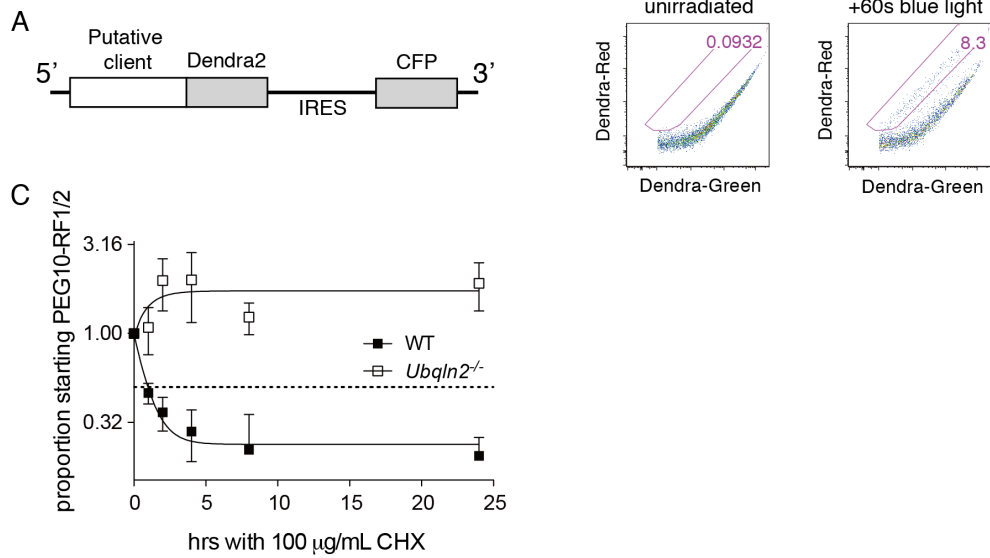 A
Putative
client
Dendra2
CFP
5’
3’
IRES
unirradiated
+60s blue light
0.0932
8.3
Dendra-Red
Dendra-Red
Dendra-Green
Dendra-Green
C
proportion starting PEG10-RF1/2
3.16
1.00
0.32
WT
Ubqln2-/-
0
5
10
15
20
25
hrs with 100 μg/mL CHX